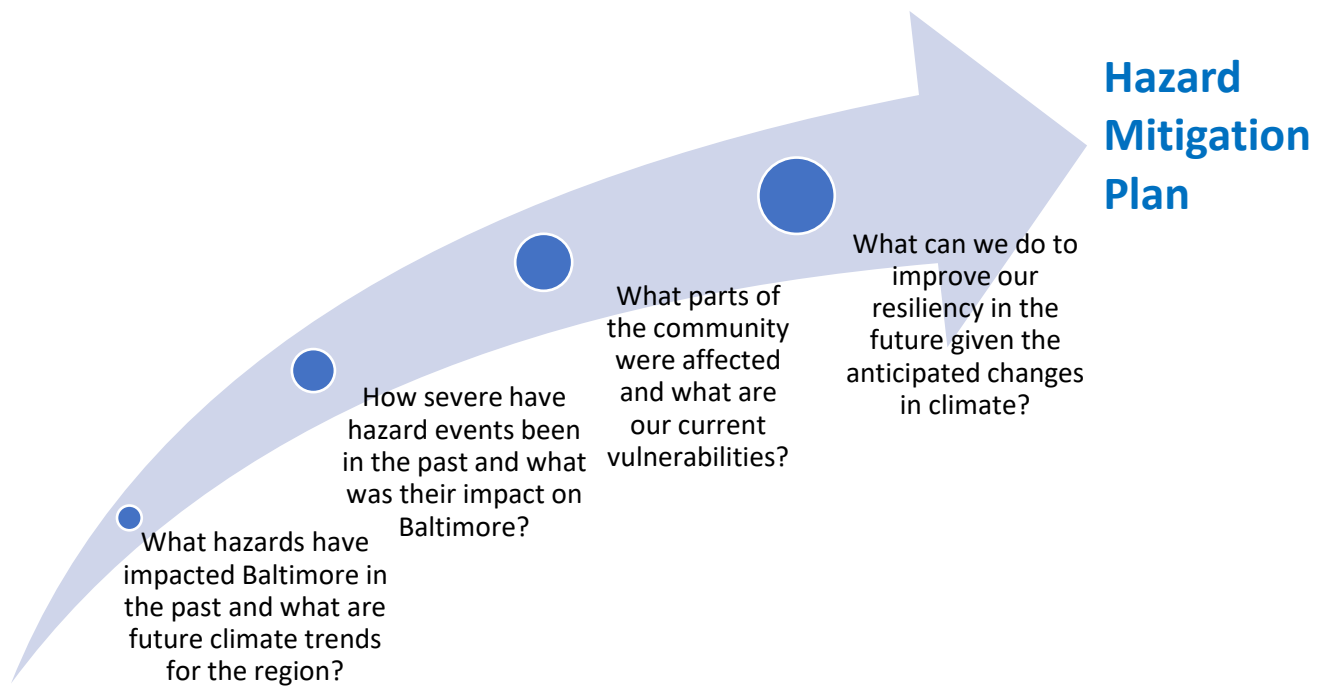 Hazard
Mitigation
Plan
What hazards have
impacted Baltimore in
the past and what are
future climate trends
for the region?
How severe have
hazard events been
in the past and what
was their impact on
Baltimore?
What parts of
the community
were affected
and what are
our current
vulnerabilities?
What can we do to
improve our
resiliency in the
future given the
anticipated changes
in climate?